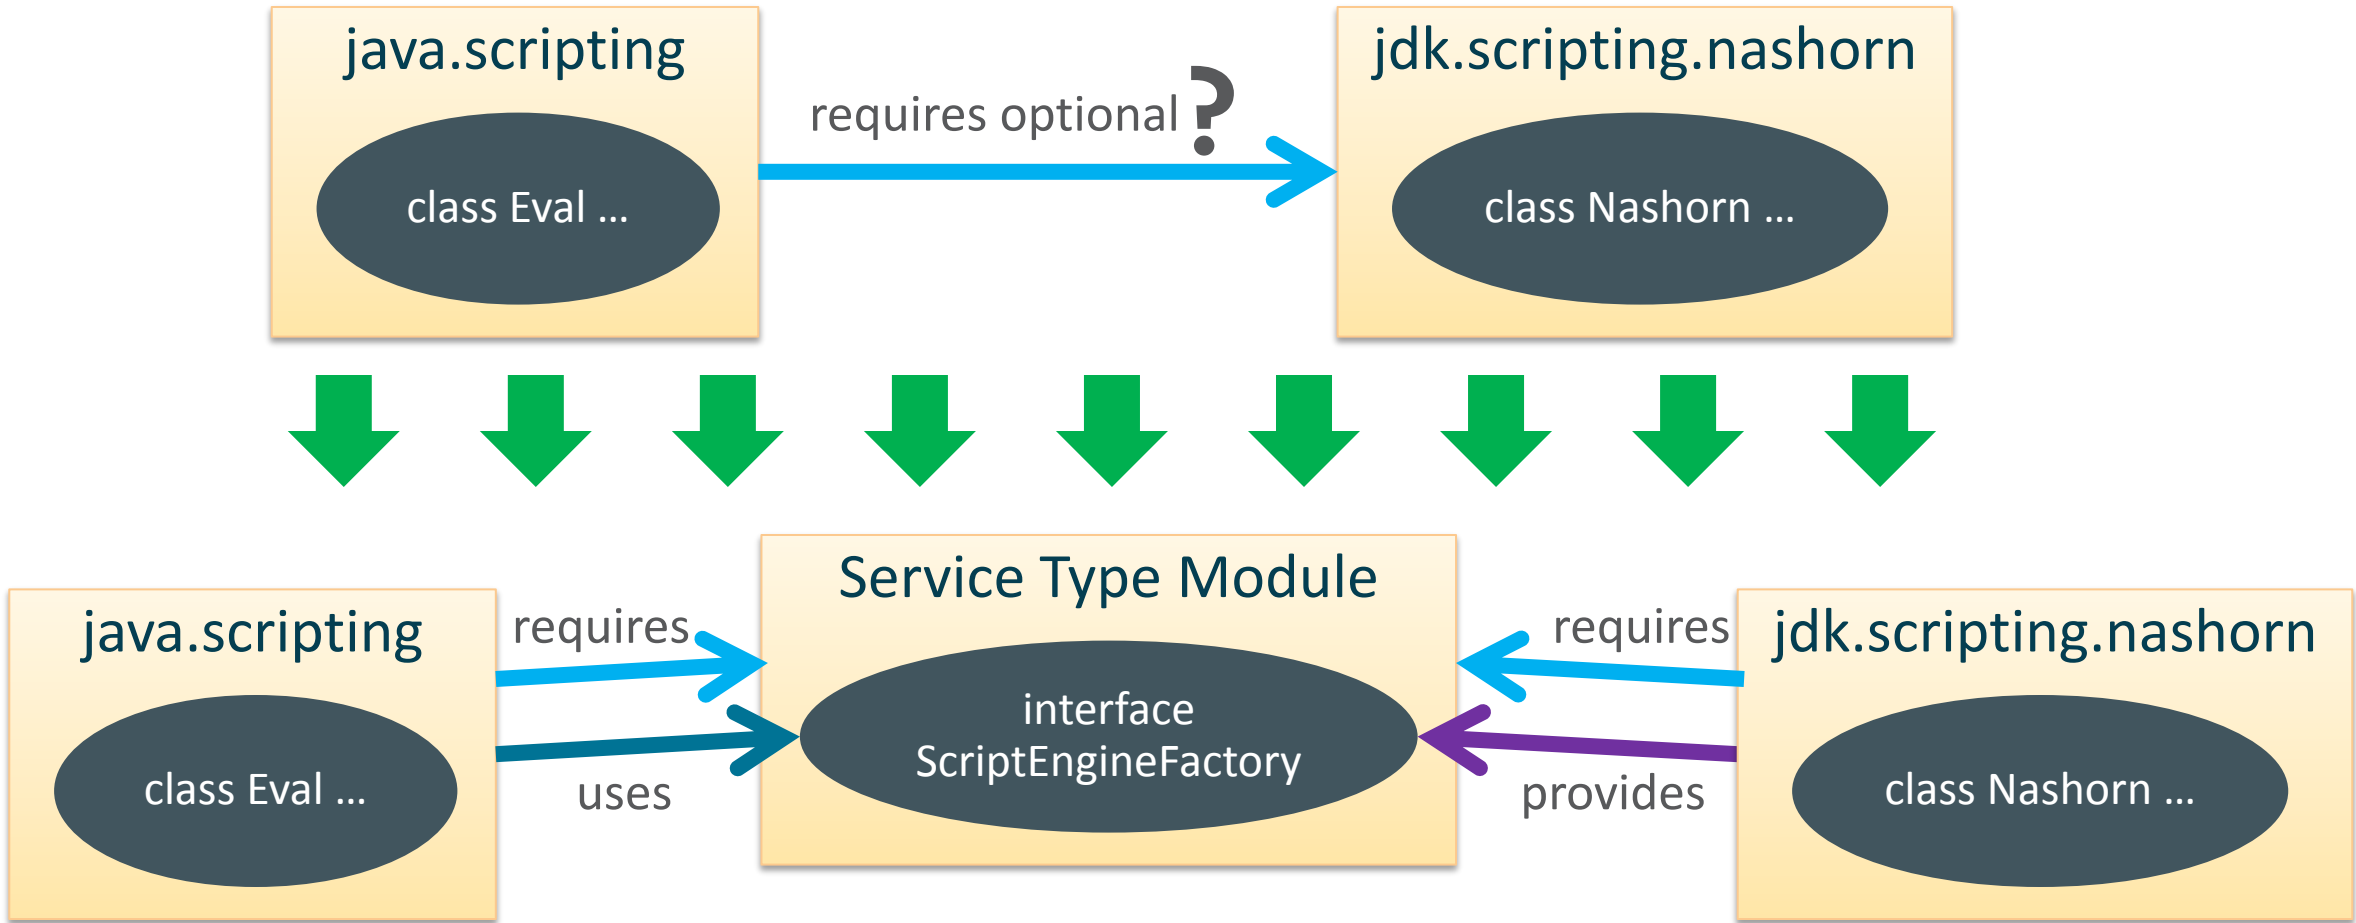 java.scripting
jdk.scripting.nashorn
requires optional ?
class Eval ...
class Nashorn ...
Service Type Module
java.scripting
requires
requires
jdk.scripting.nashorn
interface
ScriptEngineFactory
class Eval ...
uses
provides
class Nashorn ...